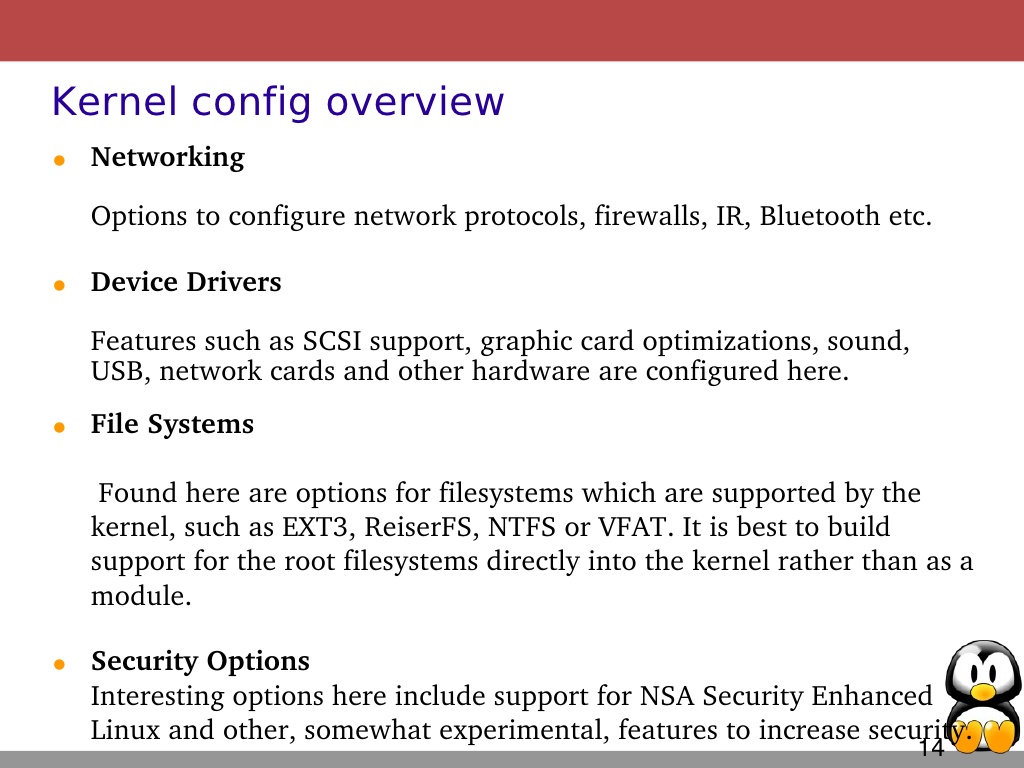 Kernel config overview
● Networking
Options to configure network protocols, firewalls, IR, Bluetooth etc.
● Device Drivers
Features such as SCSI support, graphic card optimizations, sound,
USB, network cards and other hardware are configured here.
● File Systems
Found here are options for filesystems which are supported by the
kernel, such as EXT3, ReiserFS, NTFS or VFAT. It is best to build
support for the root filesystems directly into the kernel rather than as a
module.
● Security Options
Interesting options here include support for NSA Security Enhanced
Linux and other, somewhat experimental, features to increase security.
14